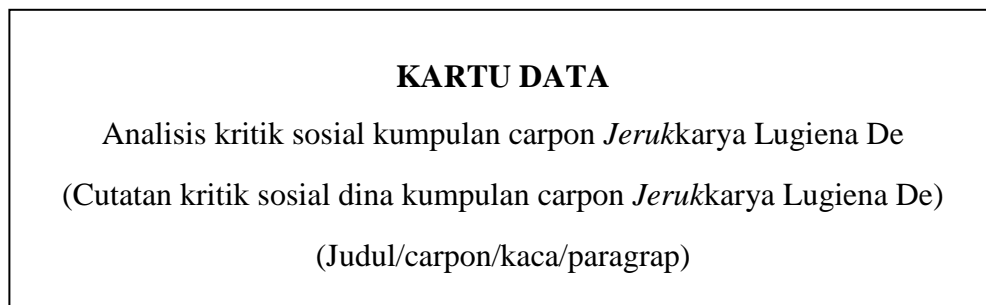 KARTU DATA
Analisis kritik sosial kumpulan carpon Jerukkarya Lugiena De
(Cutatan kritik sosial dina kumpulan carpon Jerukkarya Lugiena De)
(Judul/carpon/kaca/paragrap)